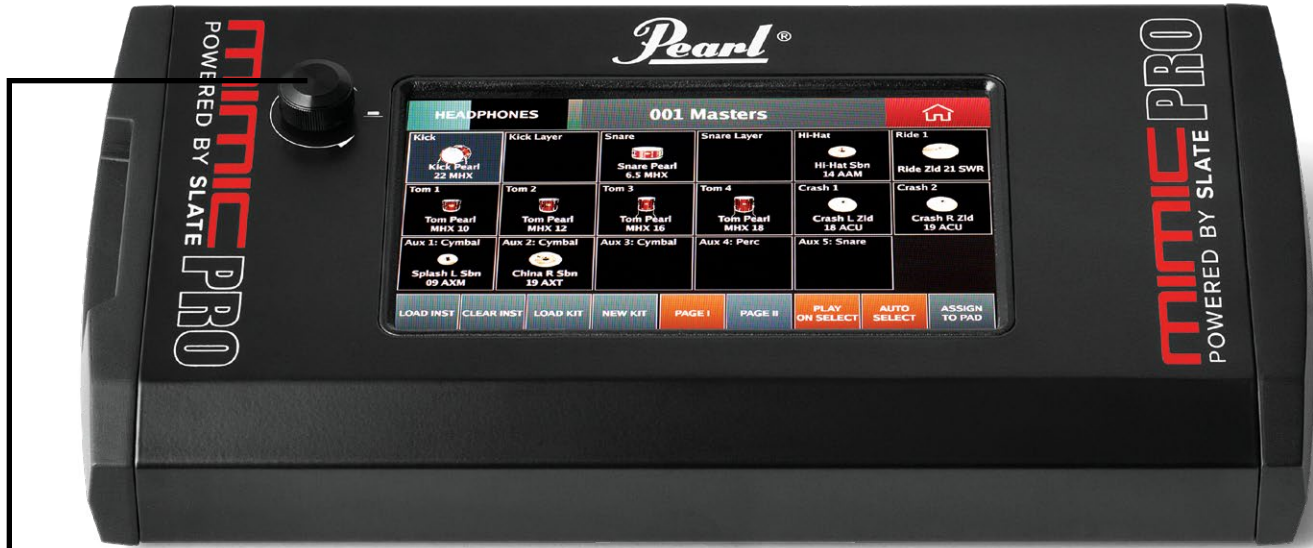 Pearl®
mimic PRO
POWERED BY SLATE
HEADPHONES
001 Masters
Kick
Kick Pearl
22 MHX
Kick Layer
Snare
Snare Pearl
6.5 MHX
Snare Layer
Hi-Hat
Hi-Hat Sbn
14 AAM
Ride 1
Ride Zld 21 SWR
Tom 1
Tom Pearl
MHX 10
Tom 2
Tom Pearl
MHX 12
Tom 3
Tom Pearl
MHX 16
Tom 4
Tom Pearl
MHX 18
Crash 1
Crash L Zld
18 ACU
Crash 2
Crash R Zld
19 ACU
Aux 1: Cymbal
Splash L Sbn
09 AXM
Aux 2: Cymbal
China R Sbn
19 AXT
Aux 3: Cymbal
Aux 4: Perc
Aux 5: Snare
LOAD INST
CLEAR INST
LOAD KIT
NEW KIT
PAGE I
PAGE II
PLAY
ON SELECT
AUTO
SELECT
ASSIGN
TO PAD
mimic PRO
POWERED BY SLATE